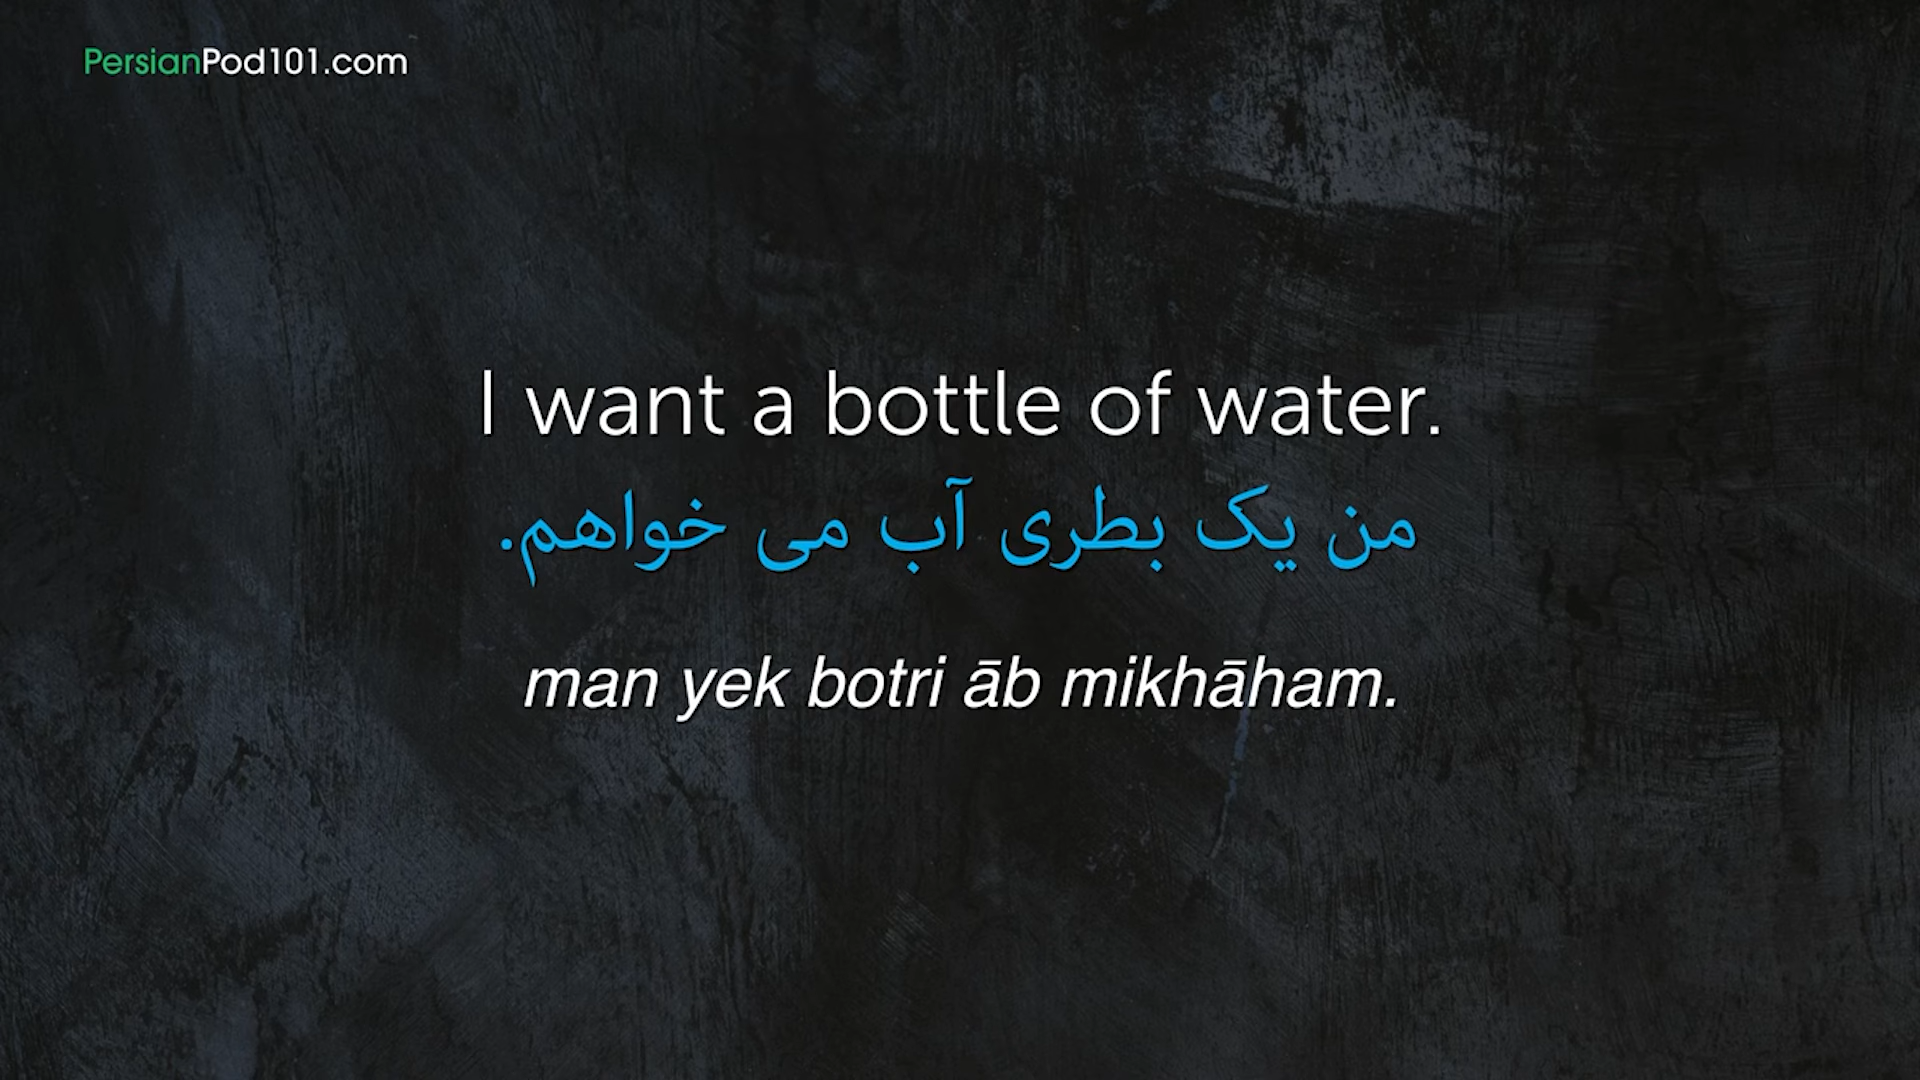 PersianPod101.com
I want a bottle of water.
من یک بطری آب می خواهم.
man yek botri āb mikhāham.